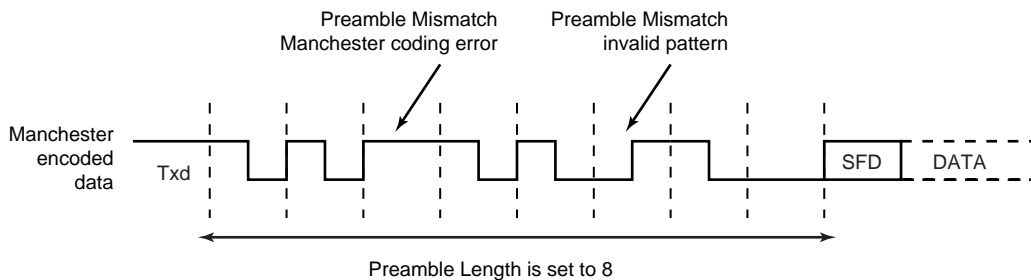 Preamble Mismatch
Manchester coding error
Preamble Mismatch
invalid pattern
Manchester
encoded
data
Txd
SFD
DATA
Preamble Length is set to 8